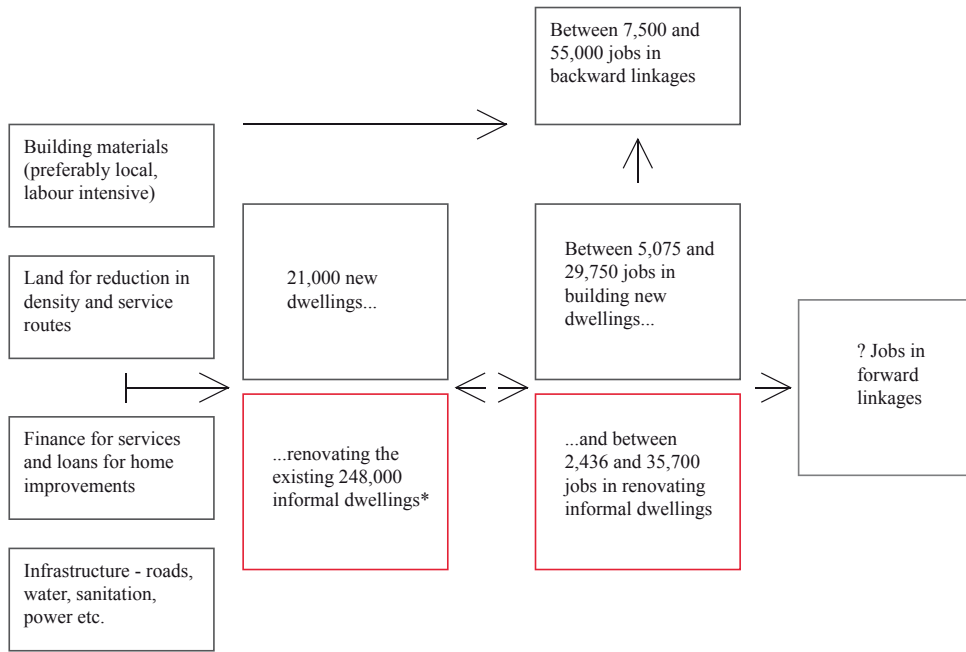 Between 7,500 and
55,000 jobs in
backward linkages
Building materials
(preferably local,
labour intensive)
Land for reduction in
density and service
routes
Finance for services
and loans for home
improvements
Infrastructure - roads,
water, sanitation,
power etc.
21,000 new
dwellings...
...renovating the
existing 248,000
informal dwellings*
Between 5,075 and
29,750 jobs in
building new
dwellings...
...and between
2,436 and 35,700
jobs in renovating
informal dwellings
? Jobs in
forward
linkages